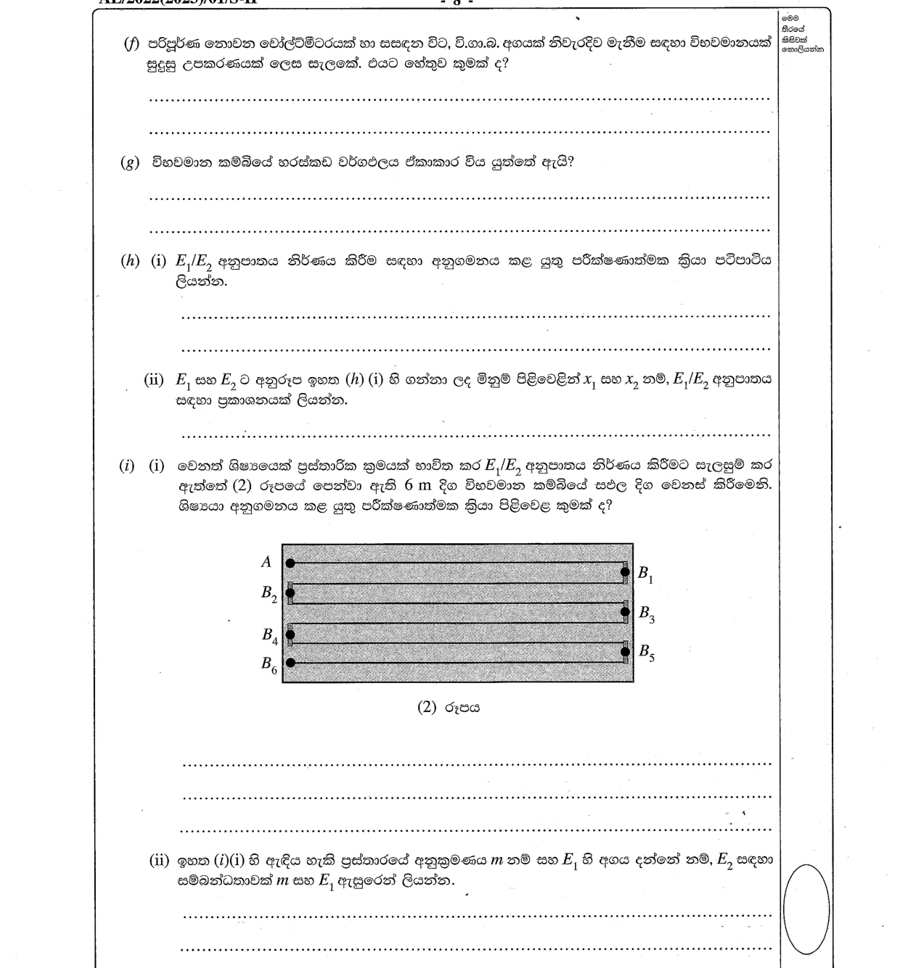 AL/2022(2023)/01/S-II - 8 -
මෙම
තීරයේ
කිසිවක්
නොලියන්න
(f) පරිපූර්ණ නොවන වෝල්ට්මීටරයක් හා සසඳන විට, වි.ගා.බ. අගයක් නිවැරදිව මැනීම සඳහා විභවමානයක්
සුදුසු උපකරණයක් ලෙස සැලකේ. එයට හේතුව කුමක් ද?
(g) විභවමාන කම්බියේ හරස්කඩ වර්ගඵලය ඒකාකාර විය යුත්තේ ඇයි?
(h) (i) E₁/E₂ අනුපාතය නිර්ණය කිරීම සඳහා අනුගමනය කළ යුතු පරීක්ෂණාත්මක ක්‍රියා පටිපාටිය
ලියන්න.
(ii) E₁ සහ E₂ ට අනුරූප ඉහත (h) (i) හි ගන්නා ලද මිනුම් පිළිවෙළින් x₁ සහ x₂ නම්, E₁/E₂ අනුපාතය
සඳහා ප්‍රකාශනයක් ලියන්න.
(i) (i) වෙනත් ශිෂ්‍යයෙක් ප්‍රස්තාරික ක්‍රමයක් භාවිත කර E₁/E₂ අනුපාතය නිර්ණය කිරීමට සැලසුම් කර
ඇත්තේ (2) රූපයේ පෙන්වා ඇති 6 m දිග විභවමාන කම්බියේ සඵල දිග වෙනස් කිරීමෙනි.
ශිෂ්‍යයා අනුගමනය කළ යුතු පරීක්ෂණාත්මක ක්‍රියා පිළිවෙළ කුමක් ද?
A
B₁
B₂
B₃
B₄
B₅
B₆
(2) රූපය
(ii) ඉහත (i)(i) හි ඇඳිය හැකි ප්‍රස්තාරයේ අනුක්‍රමණය m නම් සහ E₁ හි අගය දන්නේ නම්, E₂ සඳහා
සම්බන්ධතාවක් m සහ E₁ ඇසුරෙන් ලියන්න.